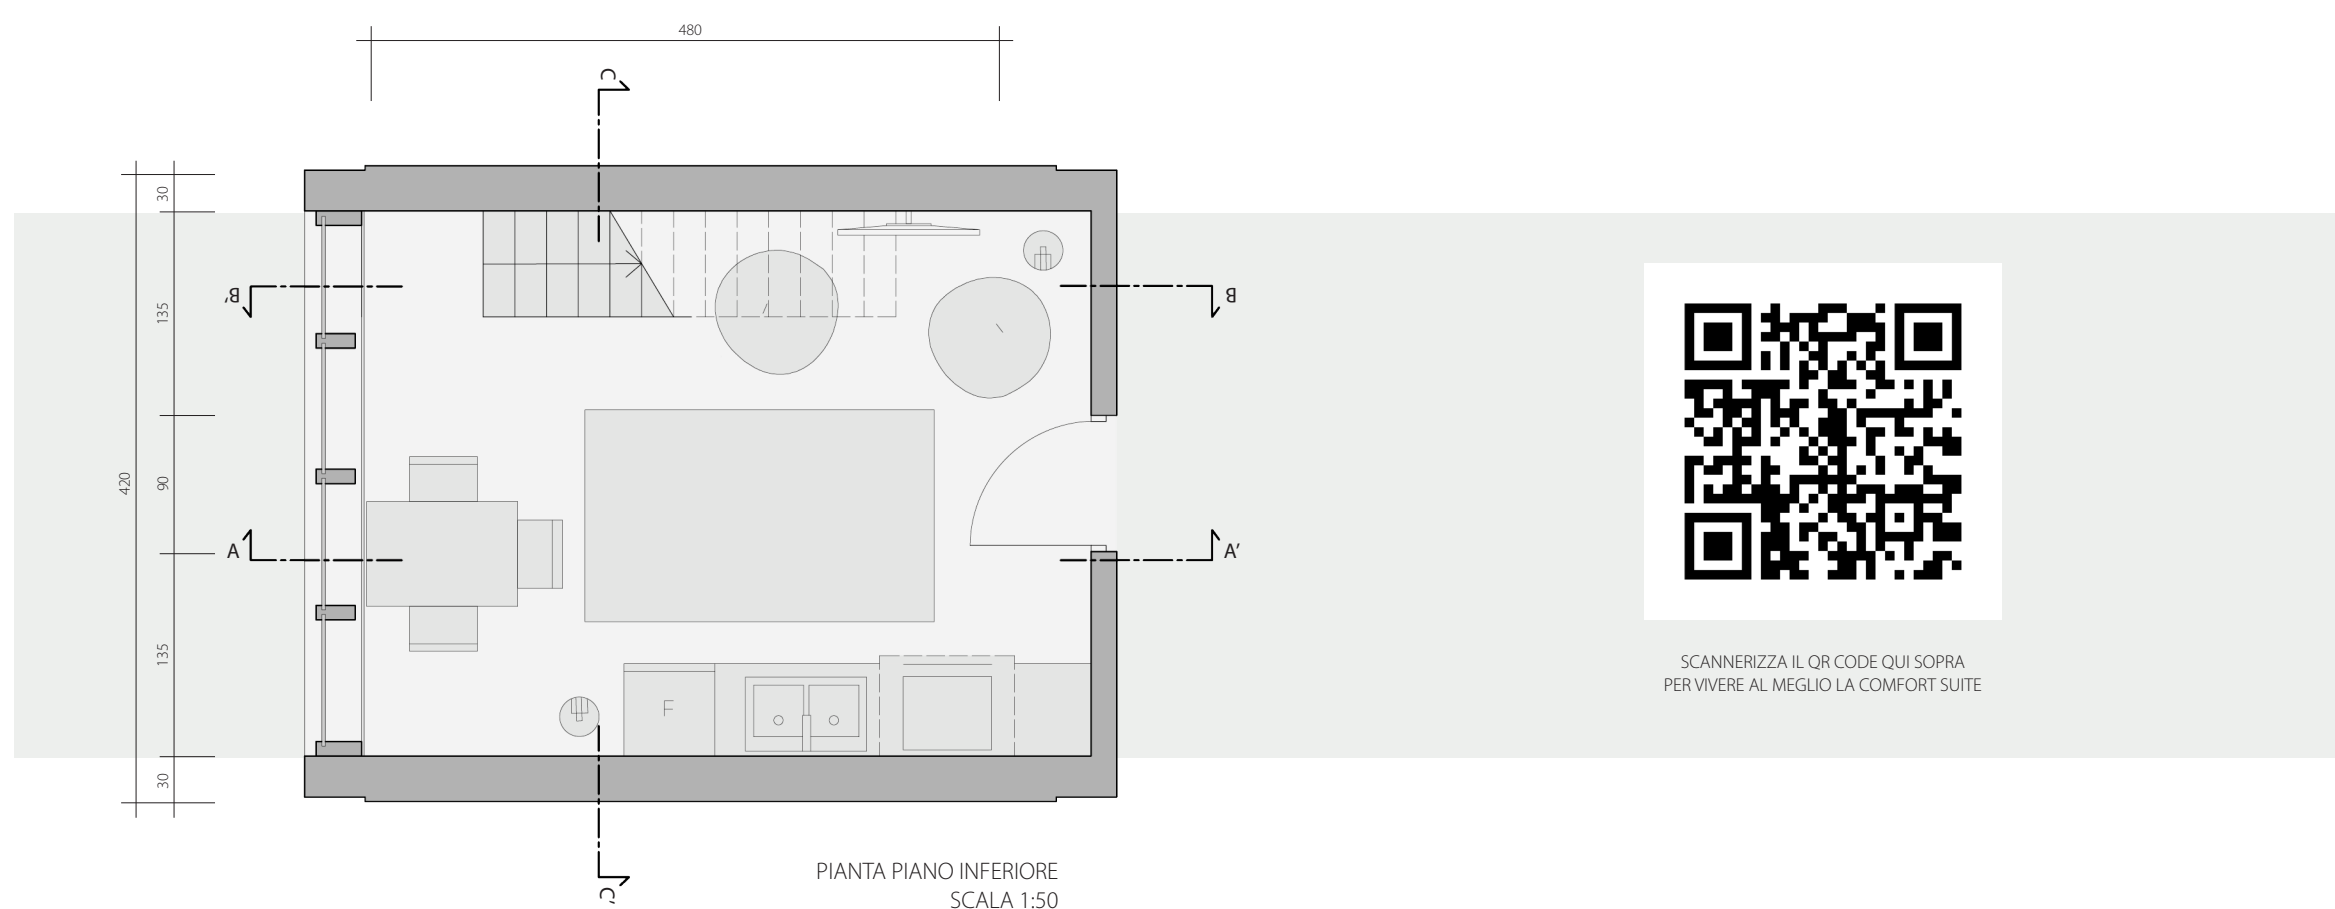 480
C
30
B'
B
135
420
90
A
A'
135
F
30
C'
SCANNERIZZA IL QR CODE QUI SOPRA
PER VIVERE AL MEGLIO LA COMFORT SUITE
PIANTA PIANO INFERIORE
SCALA 1:50